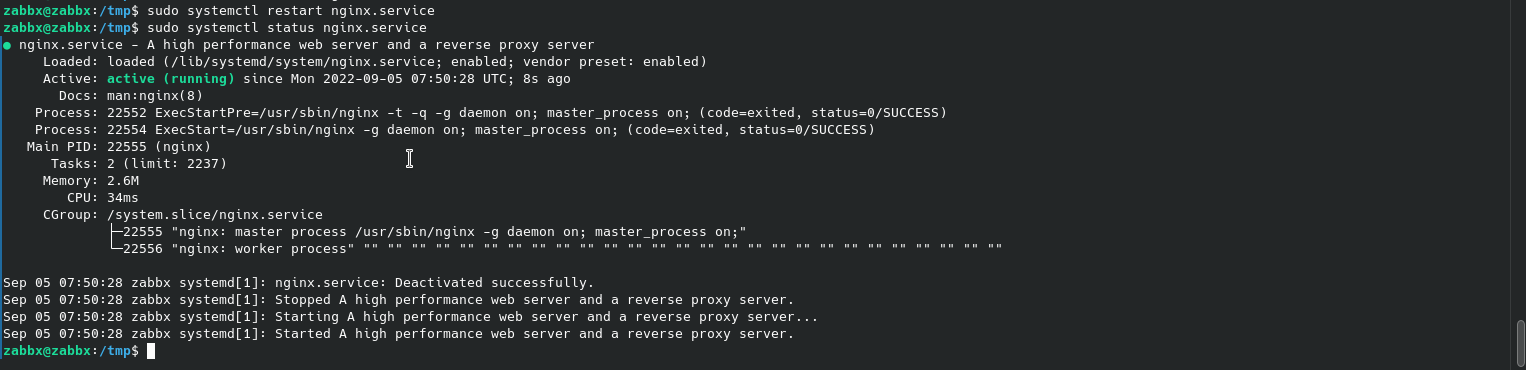 zabbx@zabbx:/tmp$ sudo systemctl restart nginx.service
zabbx@zabbx:/tmp$ sudo systemctl status nginx.service
● nginx.service - A high performance web server and a reverse proxy server
     Loaded: loaded (/lib/systemd/system/nginx.service; enabled; vendor preset: enabled)
     Active: active (running) since Mon 2022-09-05 07:50:28 UTC; 8s ago
       Docs: man:nginx(8)
    Process: 22552 ExecStartPre=/usr/sbin/nginx -t -q -g daemon on; master_process on; (code=exited, status=0/SUCCESS)
    Process: 22554 ExecStart=/usr/sbin/nginx -g daemon on; master_process on; (code=exited, status=0/SUCCESS)
   Main PID: 22555 (nginx)
      Tasks: 2 (limit: 2237)
     Memory: 2.6M
        CPU: 34ms
     CGroup: /system.slice/nginx.service
             ├─22555 "nginx: master process /usr/sbin/nginx -g daemon on; master_process on;"
             └─22556 "nginx: worker process" "" "" "" "" "" "" "" "" "" "" "" "" "" "" "" "" "" "" "" "" "" "" "" "" "" "" ""

Sep 05 07:50:28 zabbx systemd[1]: nginx.service: Deactivated successfully.
Sep 05 07:50:28 zabbx systemd[1]: Stopped A high performance web server and a reverse proxy server.
Sep 05 07:50:28 zabbx systemd[1]: Starting A high performance web server and a reverse proxy server...
Sep 05 07:50:28 zabbx systemd[1]: Started A high performance web server and a reverse proxy server.
zabbx@zabbx:/tmp$